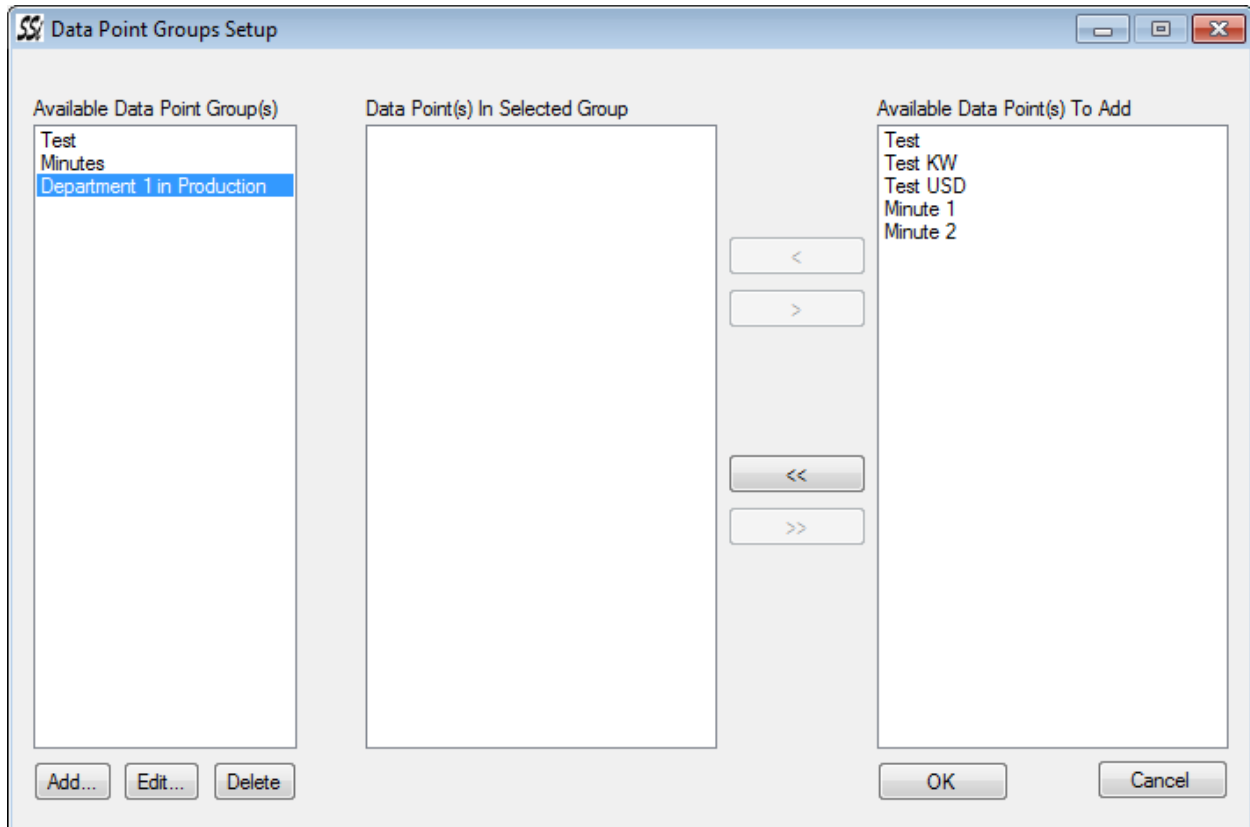 SSi Data Point Groups Setup
Available Data Point Group(s)
Test
Minutes
Department 1 in Production
Data Point(s) In Selected Group
<
>
<<
>>
Available Data Point(s) To Add
Test
Test KW
Test USD
Minute 1
Minute 2
Add... Edit... Delete
OK Cancel